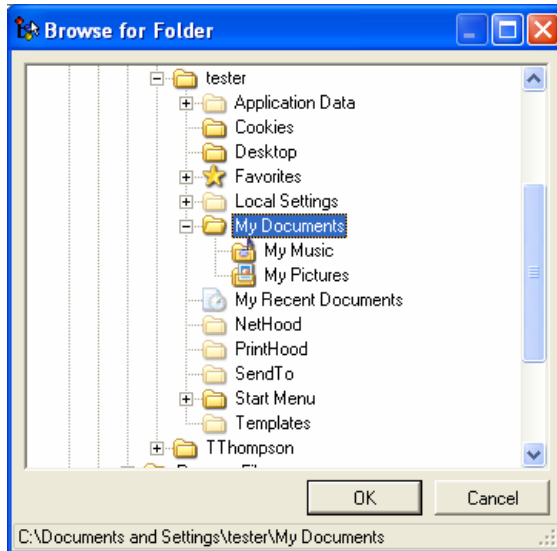 Browse for Folder
tester
Application Data
Cookies
Desktop
Favorites
Local Settings
My Documents
My Music
My Pictures
My Recent Documents
NetHood
PrintHood
SendTo
Start Menu
Templates
TThompson
OK Cancel
C:\Documents and Settings\tester\My Documents